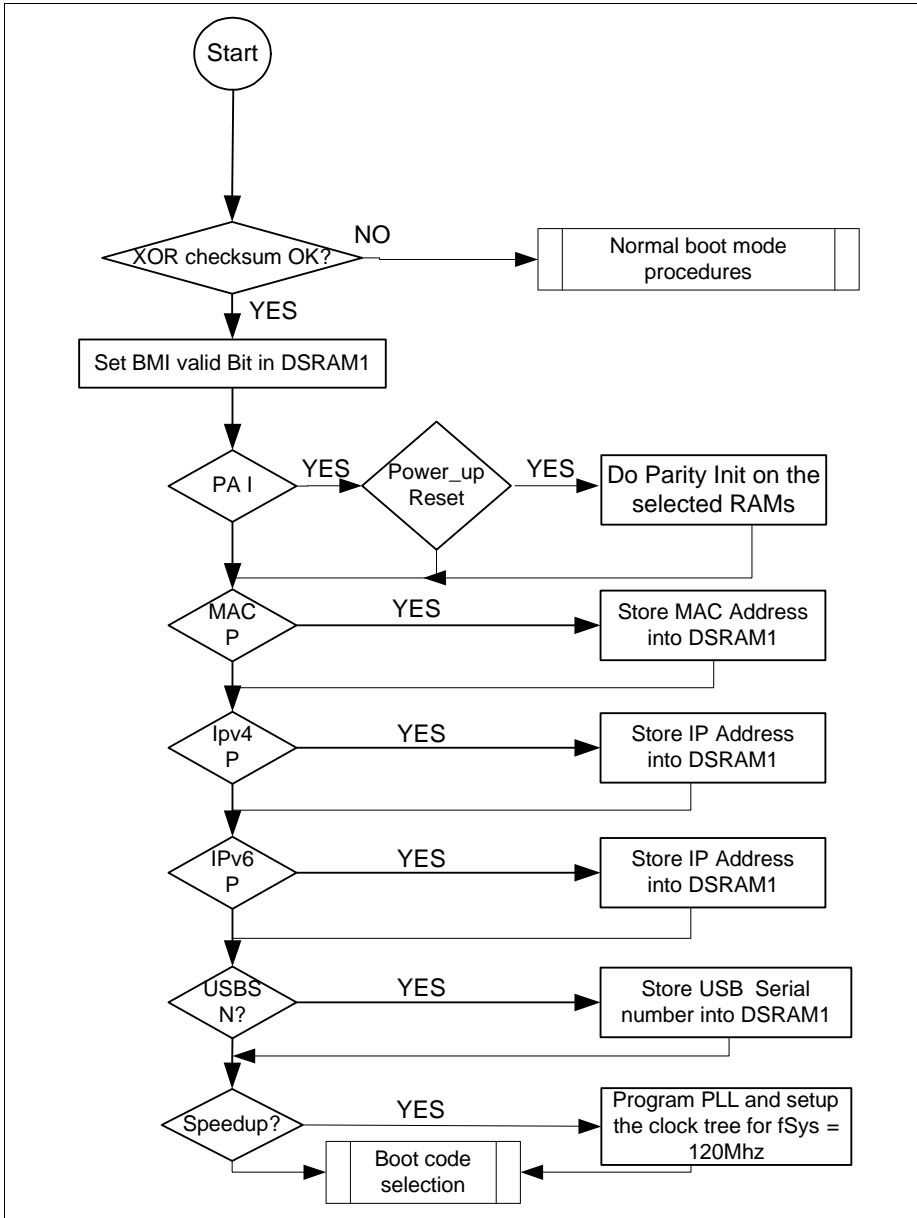 Start
XOR checksum OK?
NO
Normal boot mode
procedures
YES
Set BMI valid Bit in DSRAM1
PA I
YES
Power_up
Reset
YES
Do Parity Init on the
selected RAMs
MAC
P
YES
Store MAC Address
into DSRAM1
Ipv4
P
YES
Store IP Address
into DSRAM1
IPv6
P
YES
Store IP Address
into DSRAM1
USBS
N?
YES
Store USB Serial
number into DSRAM1
Speedup?
YES
Program PLL and setup
the clock tree for fSys =
120Mhz
Boot code
selection